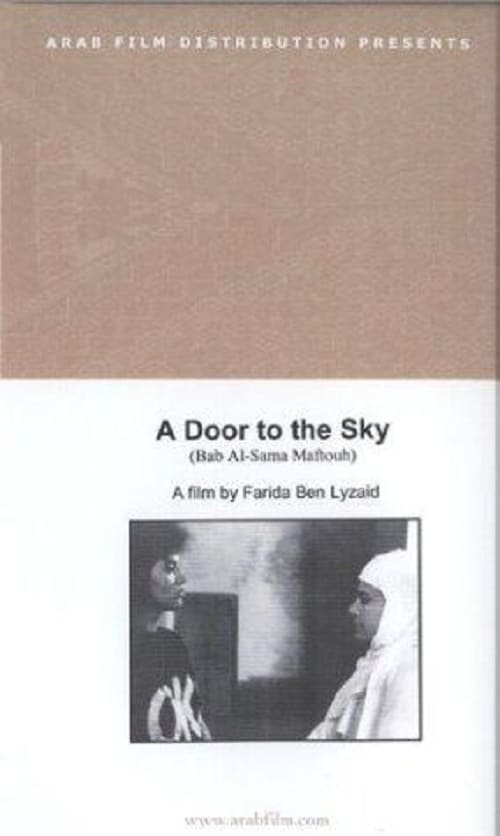 ARAB FILM DISTRIBUTION PRESENTS
A Door to the Sky
(Bab Al-Sama Maftouh)
A film by Farida Ben Lyzaid
OK
www.arabfilm.com